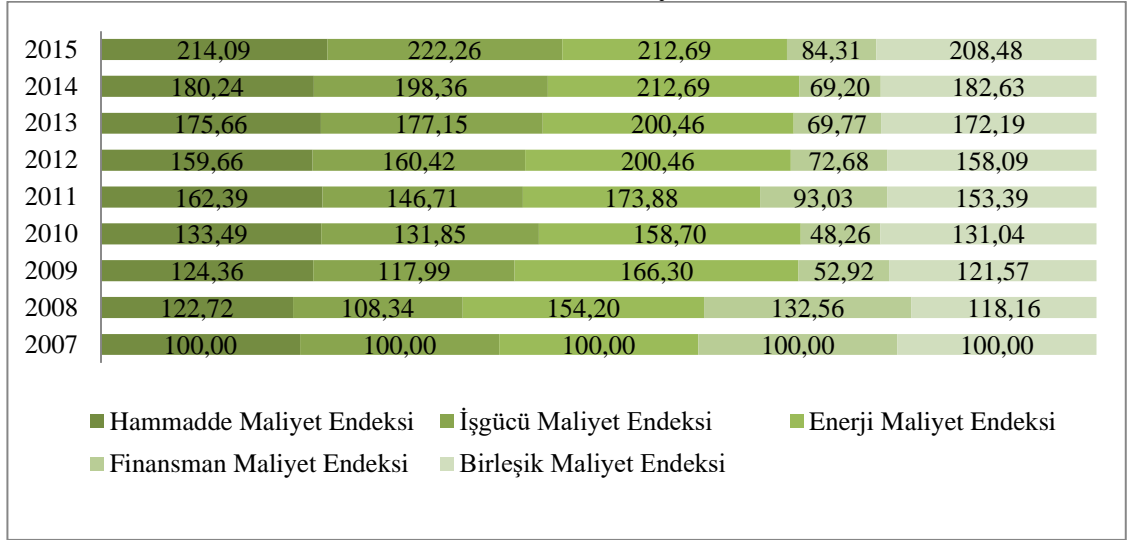 2015 214,09 222,26 212,69 84,31 208,48
2014 180,24 198,36 212,69 69,20 182,63
2013 175,66 177,15 200,46 69,77 172,19
2012 159,66 160,42 200,46 72,68 158,09
2011 162,39 146,71 173,88 93,03 153,39
2010 133,49 131,85 158,70 48,26 131,04
2009 124,36 117,99 166,30 52,92 121,57
2008 122,72 108,34 154,20 132,56 118,16
2007 100,00 100,00 100,00 100,00 100,00
Hammadde Maliyet Endeksi İşgücü Maliyet Endeksi Enerji Maliyet Endeksi
Finansman Maliyet Endeksi Birleşik Maliyet Endeksi